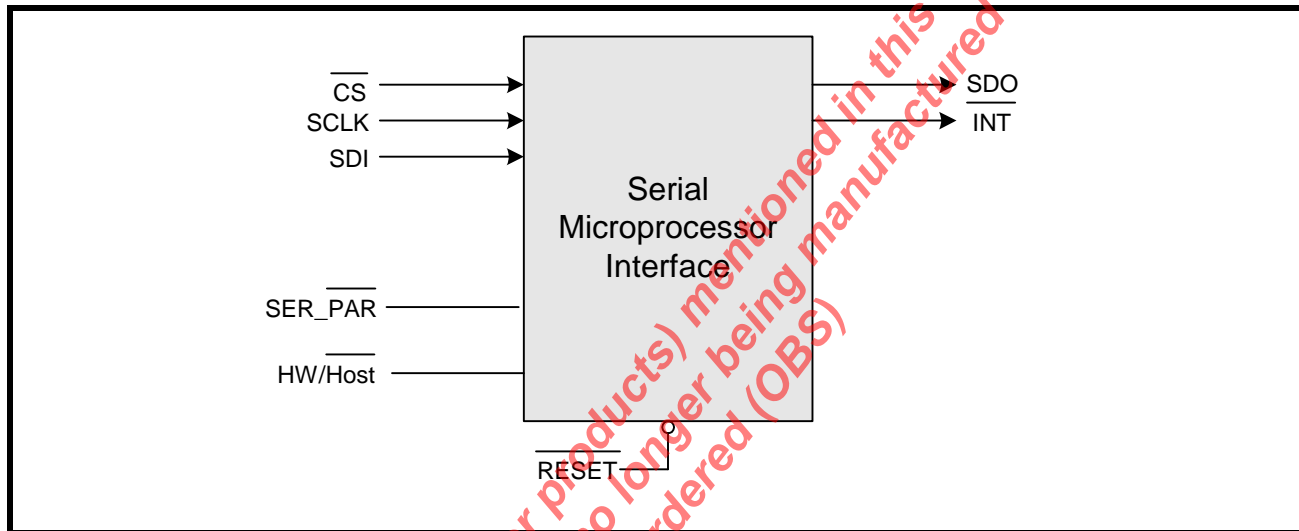 CS
SCLK
SDI
SER_PAR
HW/Host
Serial
Microprocessor
Interface
SDO
INT
RESET
r products) mentioned in this
no longer being manufactured
rdered (OBS)